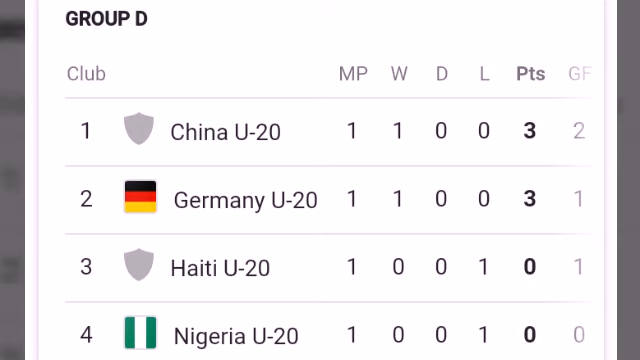 GROUP D
Club MP W D L Pts GF
1 China U-20 1 1 0 0 3 2
2 Germany U-20 1 1 0 0 3 1
3 Haiti U-20 1 0 0 1 0 1
4 Nigeria U-20 1 0 0 1 0 0